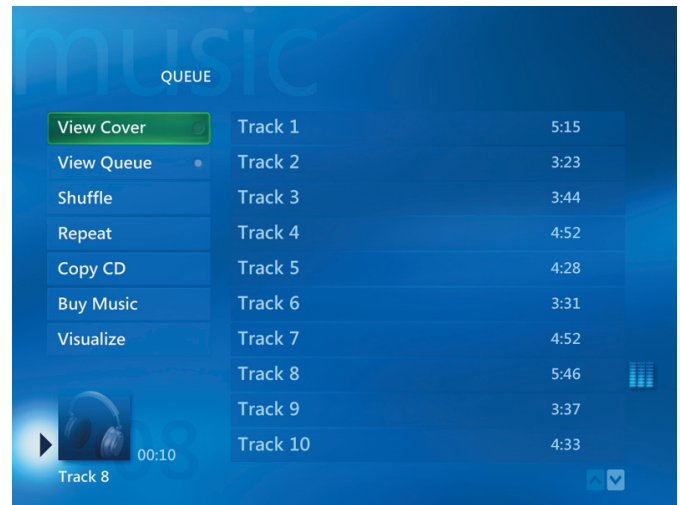 music
QUEUE
View Cover
View Queue
Shuffle
Repeat
Copy CD
Buy Music
Visualize
Track 1 5:15
Track 2 3:23
Track 3 3:44
Track 4 4:52
Track 5 4:28
Track 6 3:31
Track 7 4:52
Track 8 5:46
Track 9 3:37
Track 10 4:33
08
00:10
Track 8